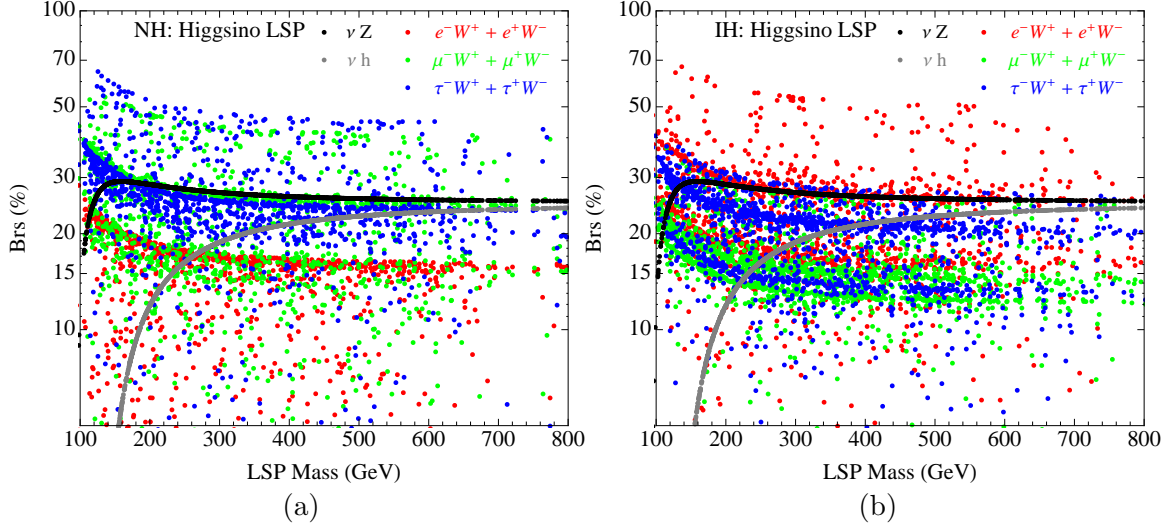 NH: Higgsino LSP
ν Z
ν h
e⁻W⁺ + e⁺W⁻
μ⁻W⁺ + μ⁺W⁻
τ⁻W⁺ + τ⁺W⁻
Brs (%)
100
70
50
30
20
15
10
100 200 300 400 500 600 700 800
LSP Mass (GeV)
(a)
IH: Higgsino LSP
ν Z
ν h
e⁻W⁺ + e⁺W⁻
μ⁻W⁺ + μ⁺W⁻
τ⁻W⁺ + τ⁺W⁻
Brs (%)
100
70
50
30
20
15
10
100 200 300 400 500 600 700 800
LSP Mass (GeV)
(b)